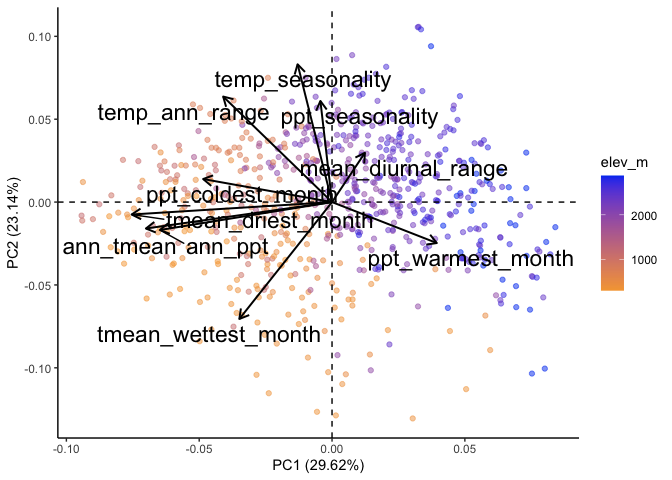 0.10
0.05
0.00
-0.05
-0.10
PC2 (23.14%)
temp_seasonality
temp_ann_range
ppt_seasonality
mean_diurnal_range
ppt_coldest_month
tmean_driest_month
ann_tmean
ann_ppt
ppt_warmest_month
tmean_wettest_month
-0.10
-0.05
0.00
0.05
PC1 (29.62%)
elev_m
2000
1000